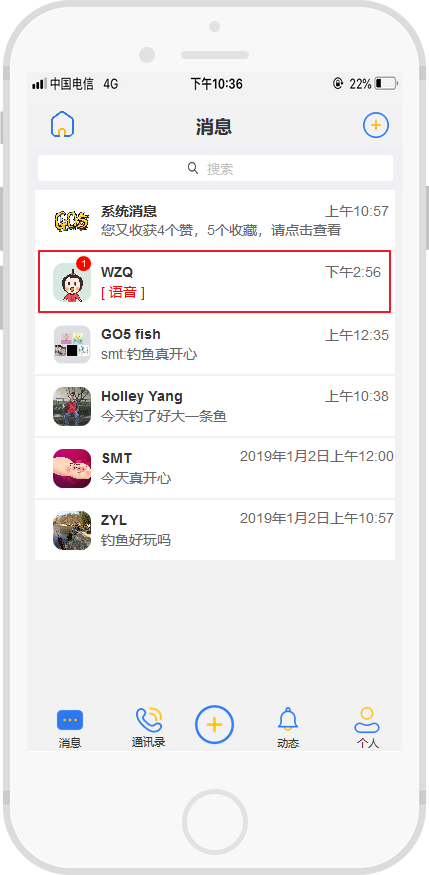 中国电信 4G 下午10:36 22%
消息
搜索
GO5
系统消息 上午10:57
您又收获4个赞，5个收藏，请点击查看
1
WZQ 下午2:56
[ 语音 ]
GO5 fish 上午12:35
smt:钓鱼真开心
Holley Yang 上午10:38
今天钓了好大一条鱼
SMT 2019年1月2日上午12:00
今天真开心
ZYL 2019年1月2日上午10:57
钓鱼好玩吗
消息 通讯录 动态 个人